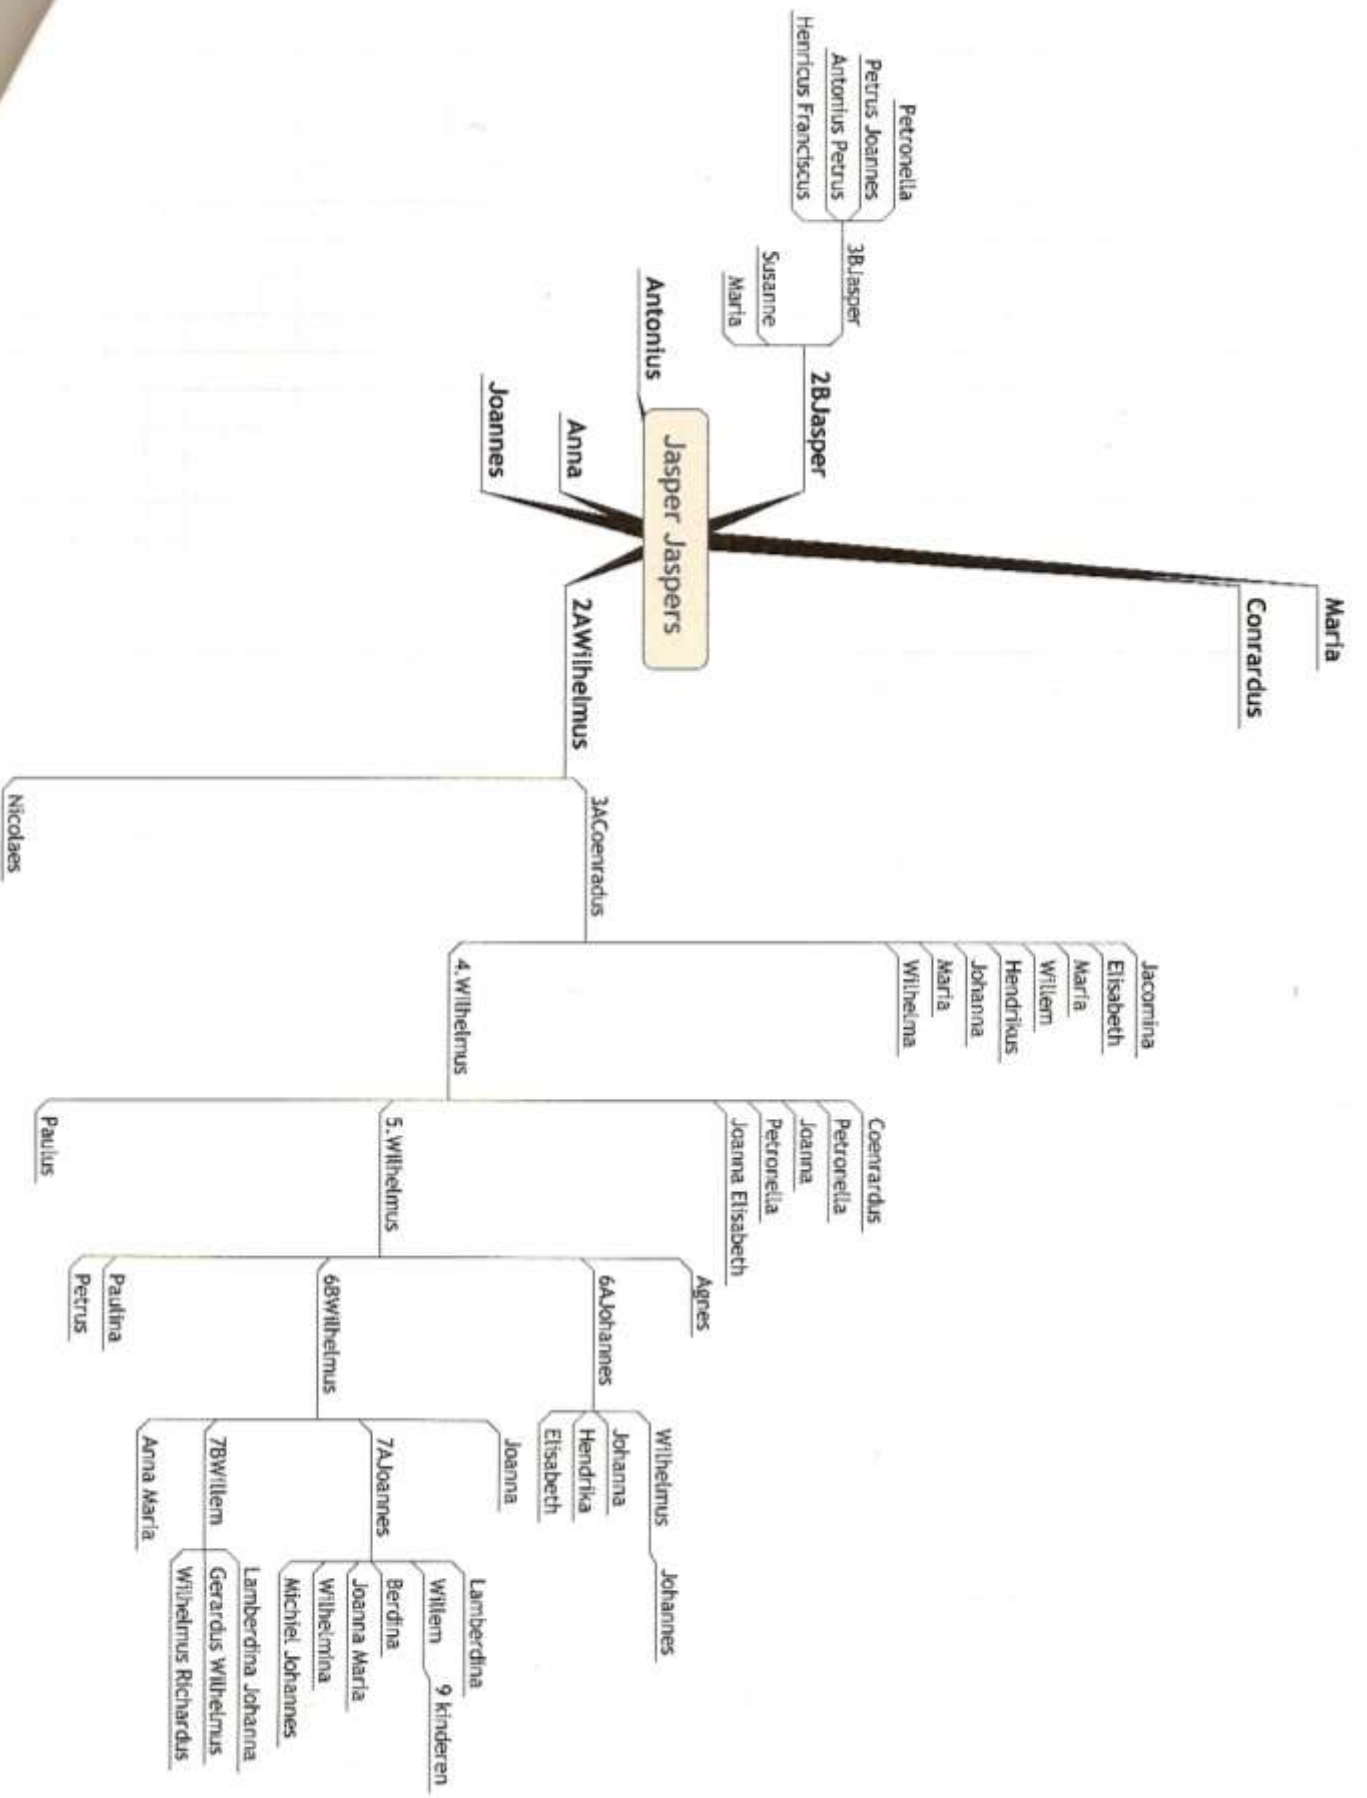 Jasper Jaspers
Maria
Conrardus
2AWilhelmus
3ACoenradus
Jacomina
Elisabeth
Maria
Willem
Hendrikus
Johanna
Maria
Wilhelma
4.Wilhelmus
Coenrardus
Petronella
Joanna
Petronella
Joanna Elisabeth
5.Wilhelmus
Agnes
6AJohannes
Wilhelmus
Johannes
Johanna
Hendrika
Elisabeth
6BWilhelmus
Joanna
7AJoannes
Lamberdina
Willem
9 kinderen
Berdina
Joanna Maria
Wilhelmina
Michiel Johannes
7BWillem
Lamberdina Johanna
Gerardus Wilhelmus
Wilhelmus Richardus
Anna Maria
Paulina
Petrus
Paulus
Nicolaes
2BJasper
3BJasper
Petronella
Petrus Joannes
Antonius Petrus
Henricus Franciscus
Susanne
Maria
Antonius
Anna
Joannes